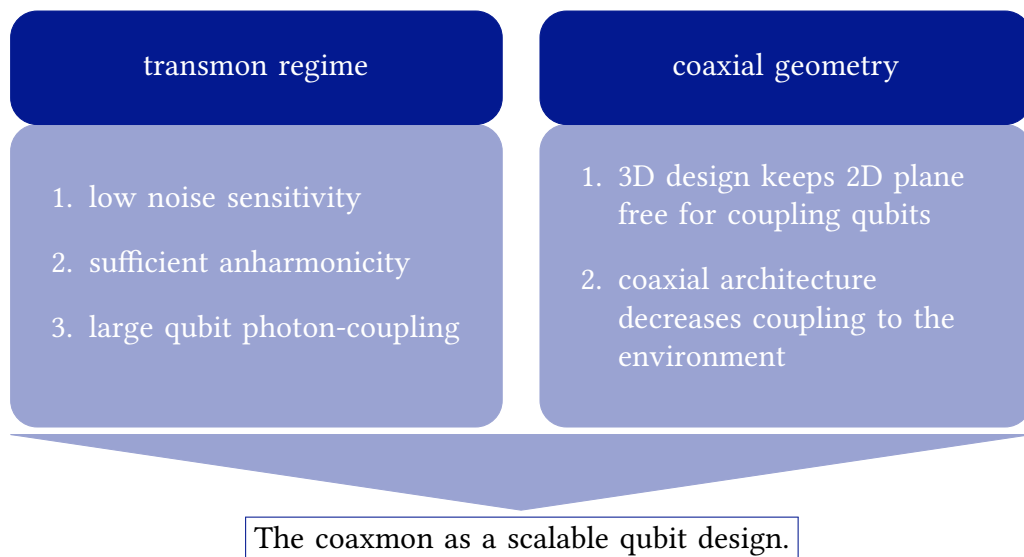 transmon regime
1. low noise sensitivity
2. sufficient anharmonicity
3. large qubit photon-coupling
coaxial geometry
1. 3D design keeps 2D plane
free for coupling qubits
2. coaxial architecture
decreases coupling to the
environment
The coaxmon as a scalable qubit design.